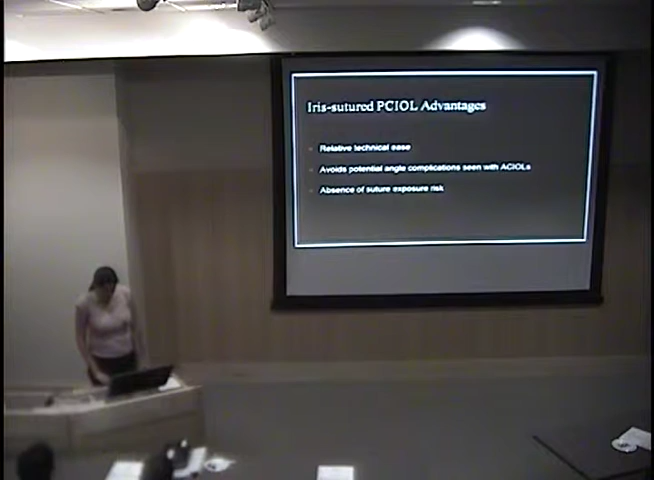 Iris-sutured PCIOL Advantages
Relative technical ease
Avoids potential angle complications seen with ACIOLs
Absence of suture exposure risk